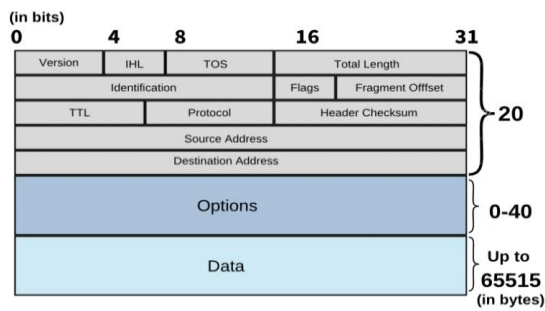 (in bits)
0 4 8 16 31
Version IHL TOS Total Length
Identification Flags Fragment Offfset
TTL Protocol Header Checksum
20
Source Address
Destination Address
Options
0-40
Data
Up to
65515
(in bytes)